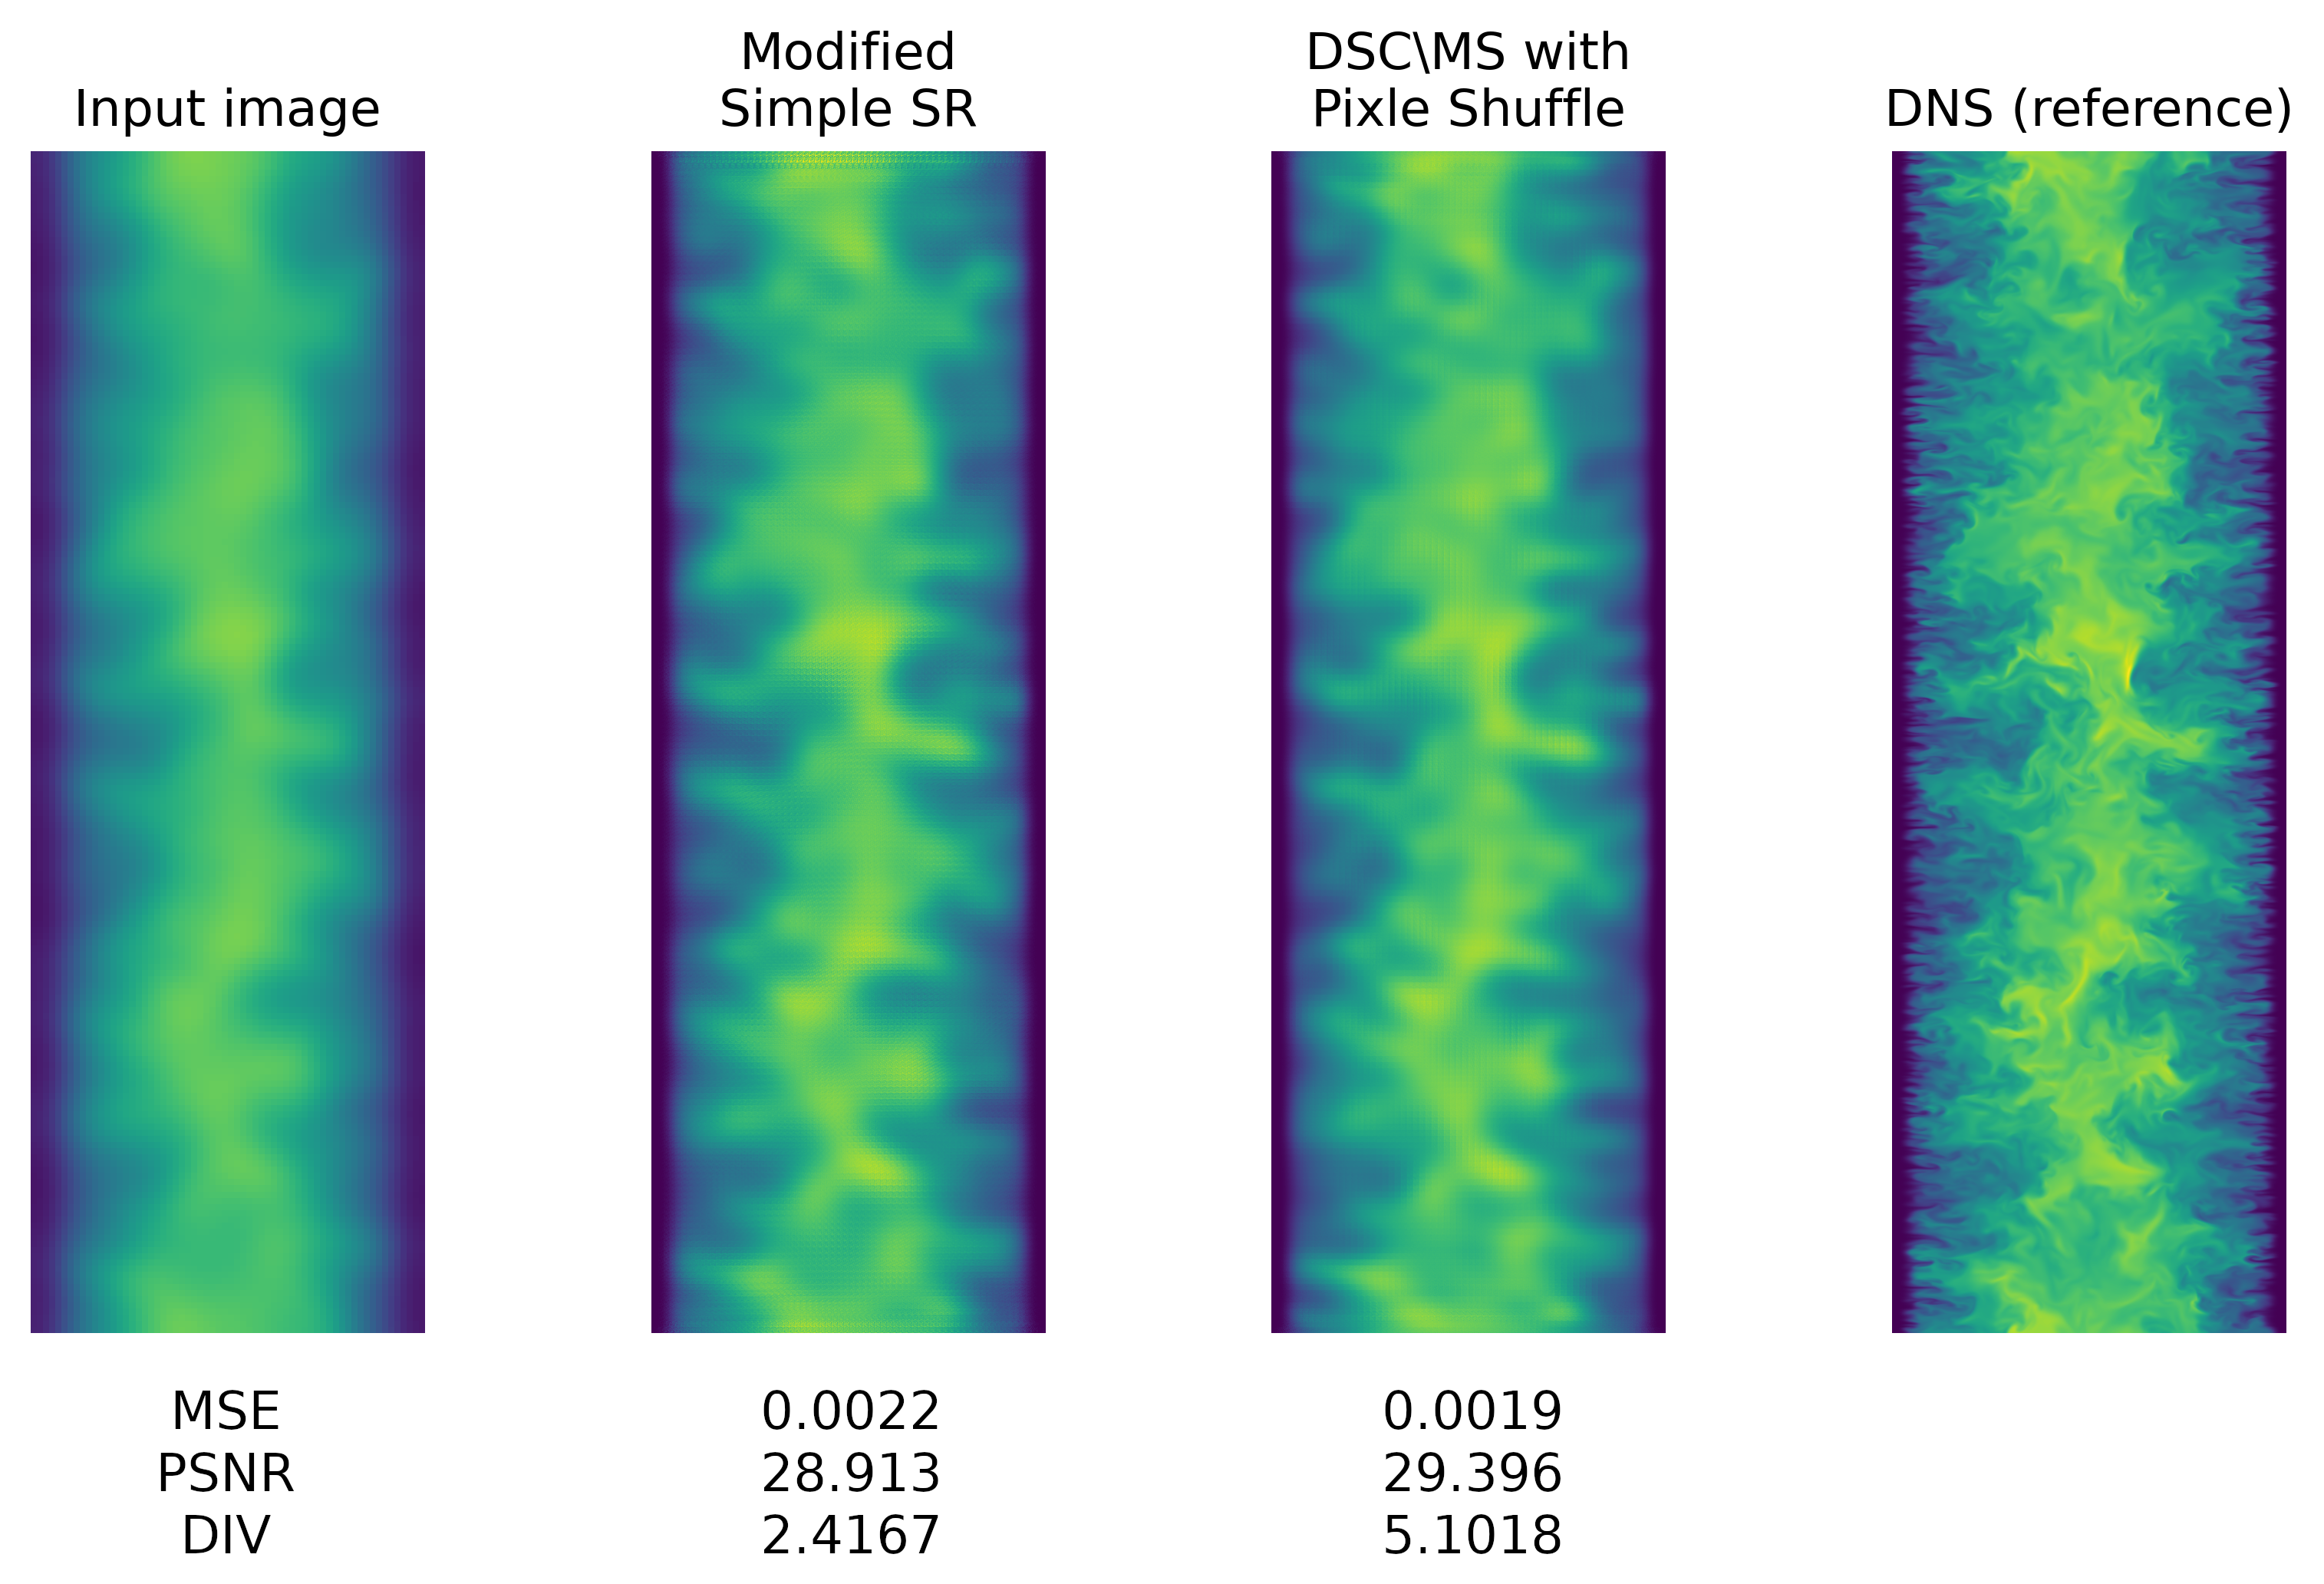 Input image
Modified
Simple SR
DSC\MS with
Pixle Shuffle
DNS (reference)
MSE 0.0022 0.0019
PSNR 28.913 29.396
DIV 2.4167 5.1018